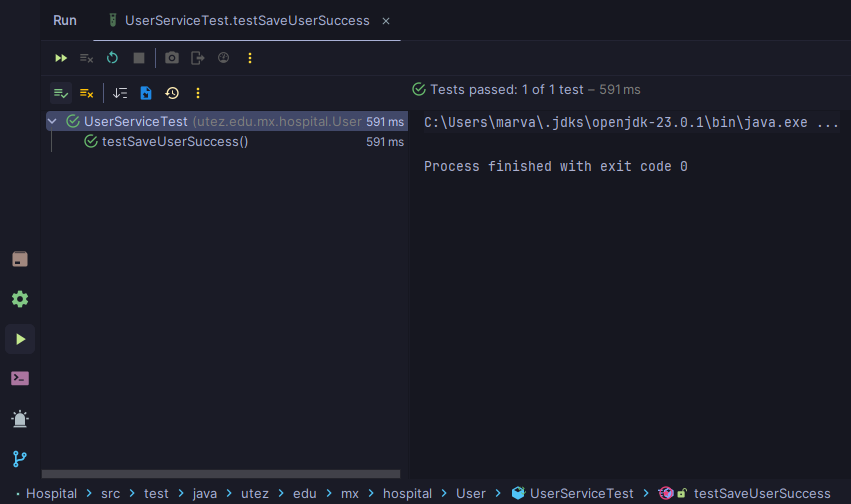 Run UserServiceTest.testSaveUserSuccess
Tests passed: 1 of 1 test – 591 ms
UserServiceTest (utez.edu.mx.hospital.User 591 ms
testSaveUserSuccess() 591 ms
C:\Users\marva\.jdks\openjdk-23.0.1\bin\java.exe ...
Process finished with exit code 0
Hospital > src > test > java > utez > edu > mx > hospital > User > UserServiceTest > testSaveUserSuccess